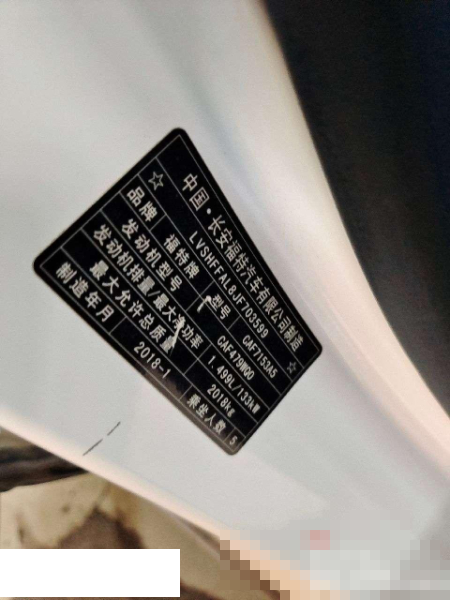 中国·长安福特汽车有限公司制造
☆ LVSHFFAL8JF703599 ☆
品牌 福特牌 型号 CAF7153A5
发动机型号 CAF479WQ0
发动机排量/最大净功率 1.499L/133kW
最大允许总质量 2018kg
制造年月 2018-1 乘坐人数 5